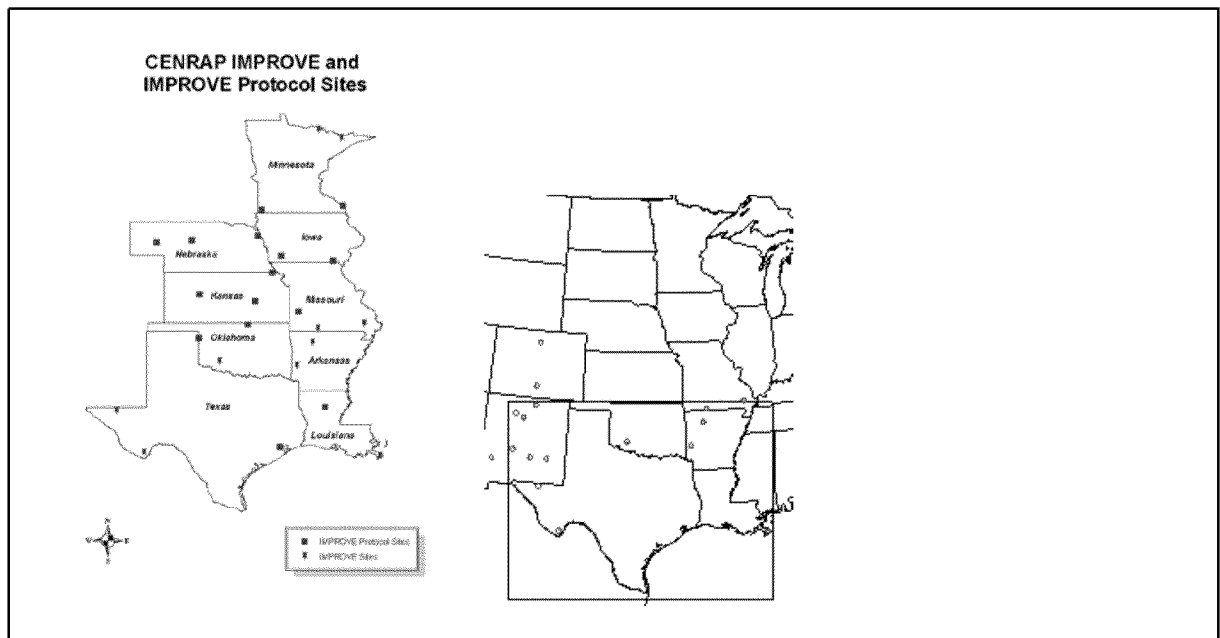 CENRAP IMPROVE and
IMPROVE Protocol Sites
Minnesota
Iowa
Nebraska
Kansas
Missouri
Oklahoma
Arkansas
Texas
Louisiana
N
W E
S
IMPROVE Protocol Sites
IMPROVE Sites